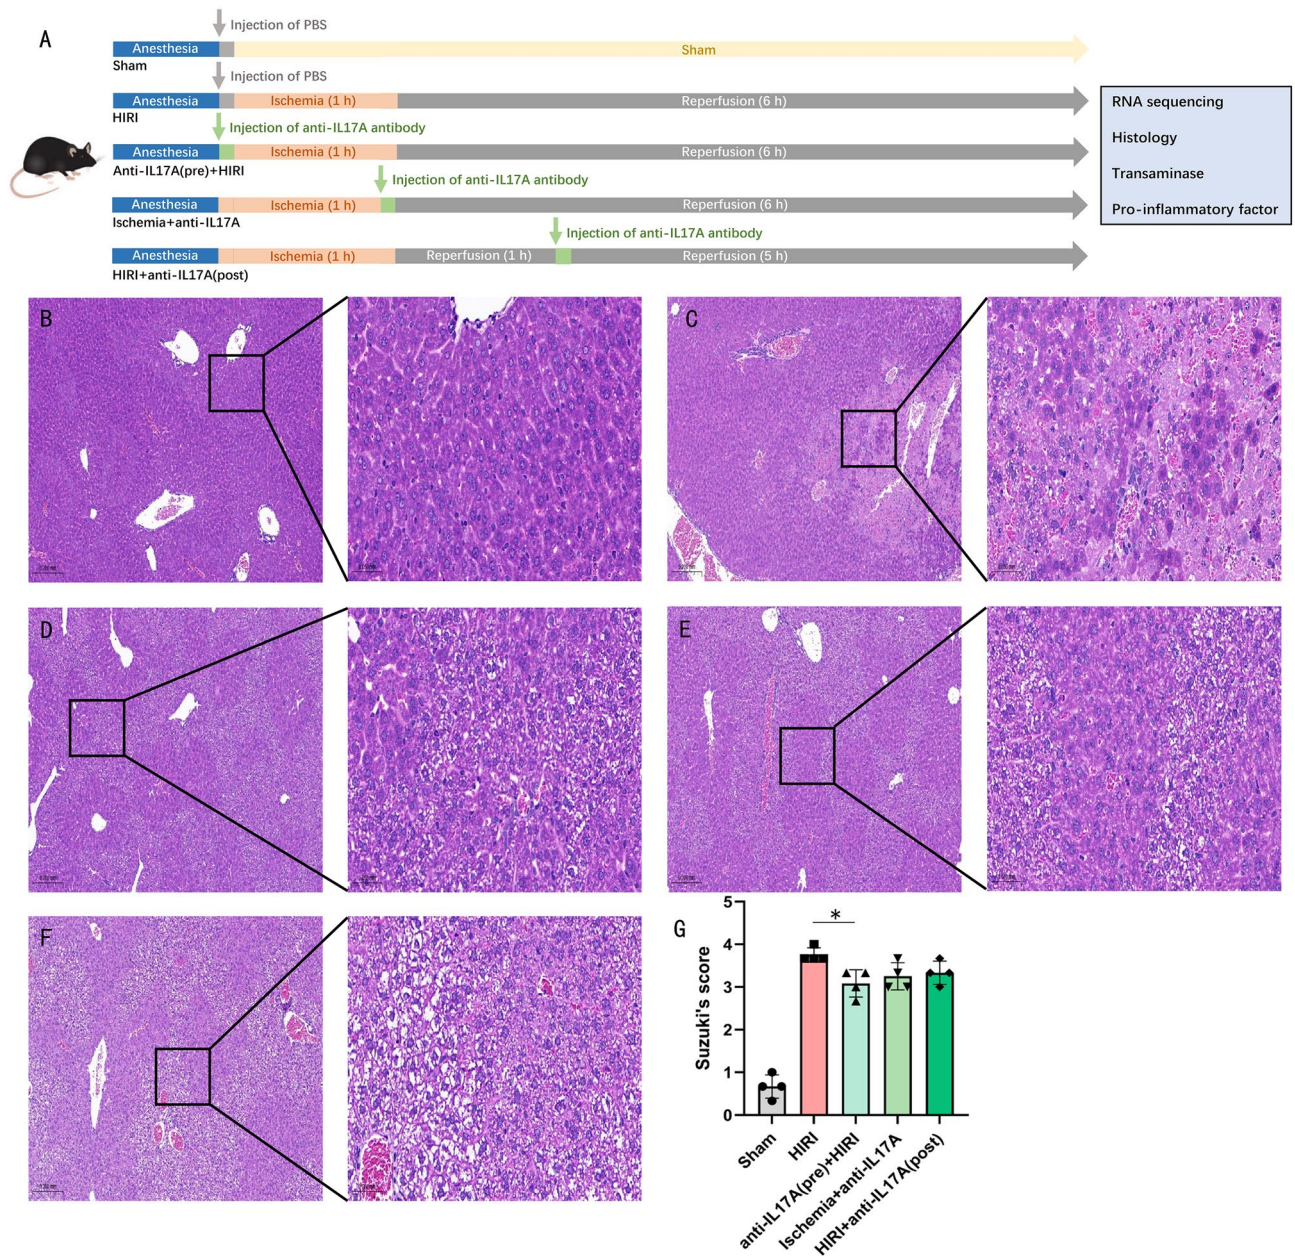 A
Injection of PBS
Anesthesia
Sham
Sham
Injection of PBS
Anesthesia
Ischemia (1 h)
Reperfusion (6 h)
HIRI
Injection of anti-IL17A antibody
Anesthesia
Ischemia (1 h)
Reperfusion (6 h)
Anti-IL17A(pre)+HIRI
Injection of anti-IL17A antibody
Anesthesia
Ischemia (1 h)
Reperfusion (6 h)
Ischemia+anti-IL17A
Injection of anti-IL17A antibody
Anesthesia
Ischemia (1 h)
Reperfusion (1 h)
Reperfusion (5 h)
HIRI+anti-IL17A(post)
RNA sequencing
Histology
Transaminase
Pro-inflammatory factor
B
C
D
E
F
G
Suzuki's score
5
4
3
2
1
0
*
Sham
HIRI
anti-IL17A(pre)+HIRI
Ischemia+anti-IL17A
HIRI+anti-IL17A(post)